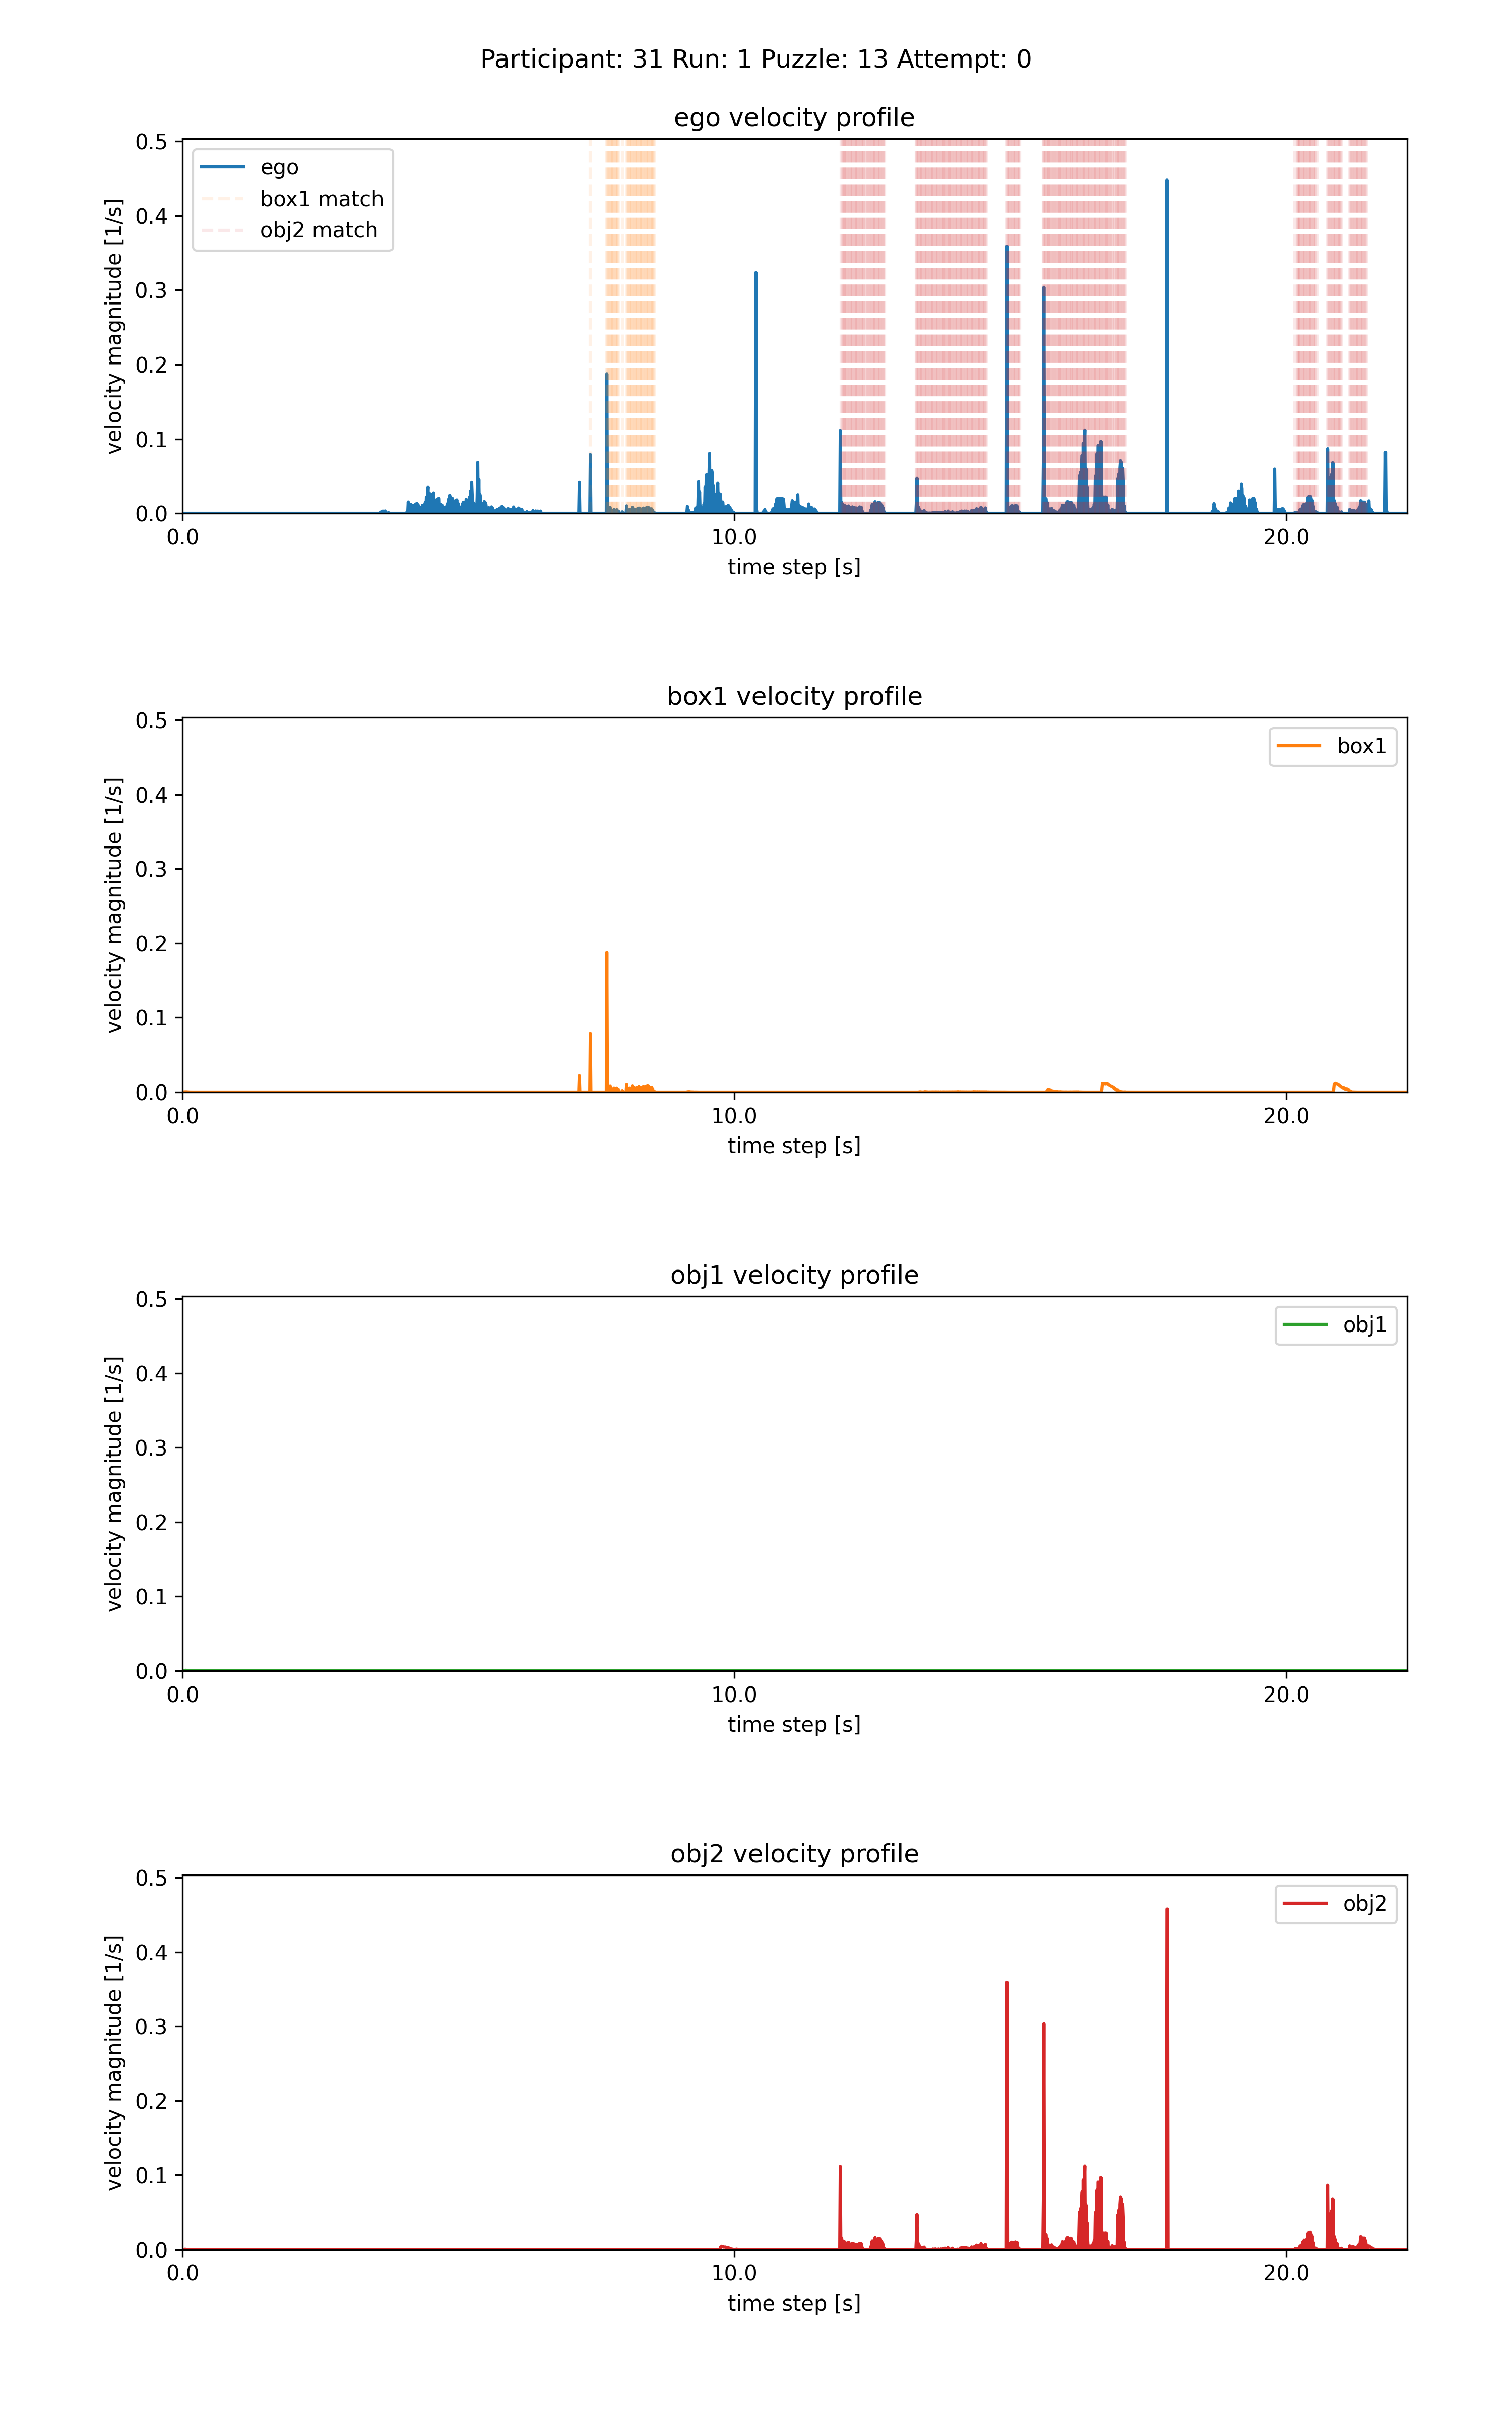 Participant: 31 Run: 1 Puzzle: 13 Attempt: 0
ego velocity profile
velocity magnitude [1/s]
0.5
0.4
0.3
0.2
0.1
0.0
ego
box1 match
obj2 match
0.0 10.0 20.0
time step [s]
box1 velocity profile
velocity magnitude [1/s]
0.5
0.4
0.3
0.2
0.1
0.0
box1
0.0 10.0 20.0
time step [s]
obj1 velocity profile
velocity magnitude [1/s]
0.5
0.4
0.3
0.2
0.1
0.0
obj1
0.0 10.0 20.0
time step [s]
obj2 velocity profile
velocity magnitude [1/s]
0.5
0.4
0.3
0.2
0.1
0.0
obj2
0.0 10.0 20.0
time step [s]